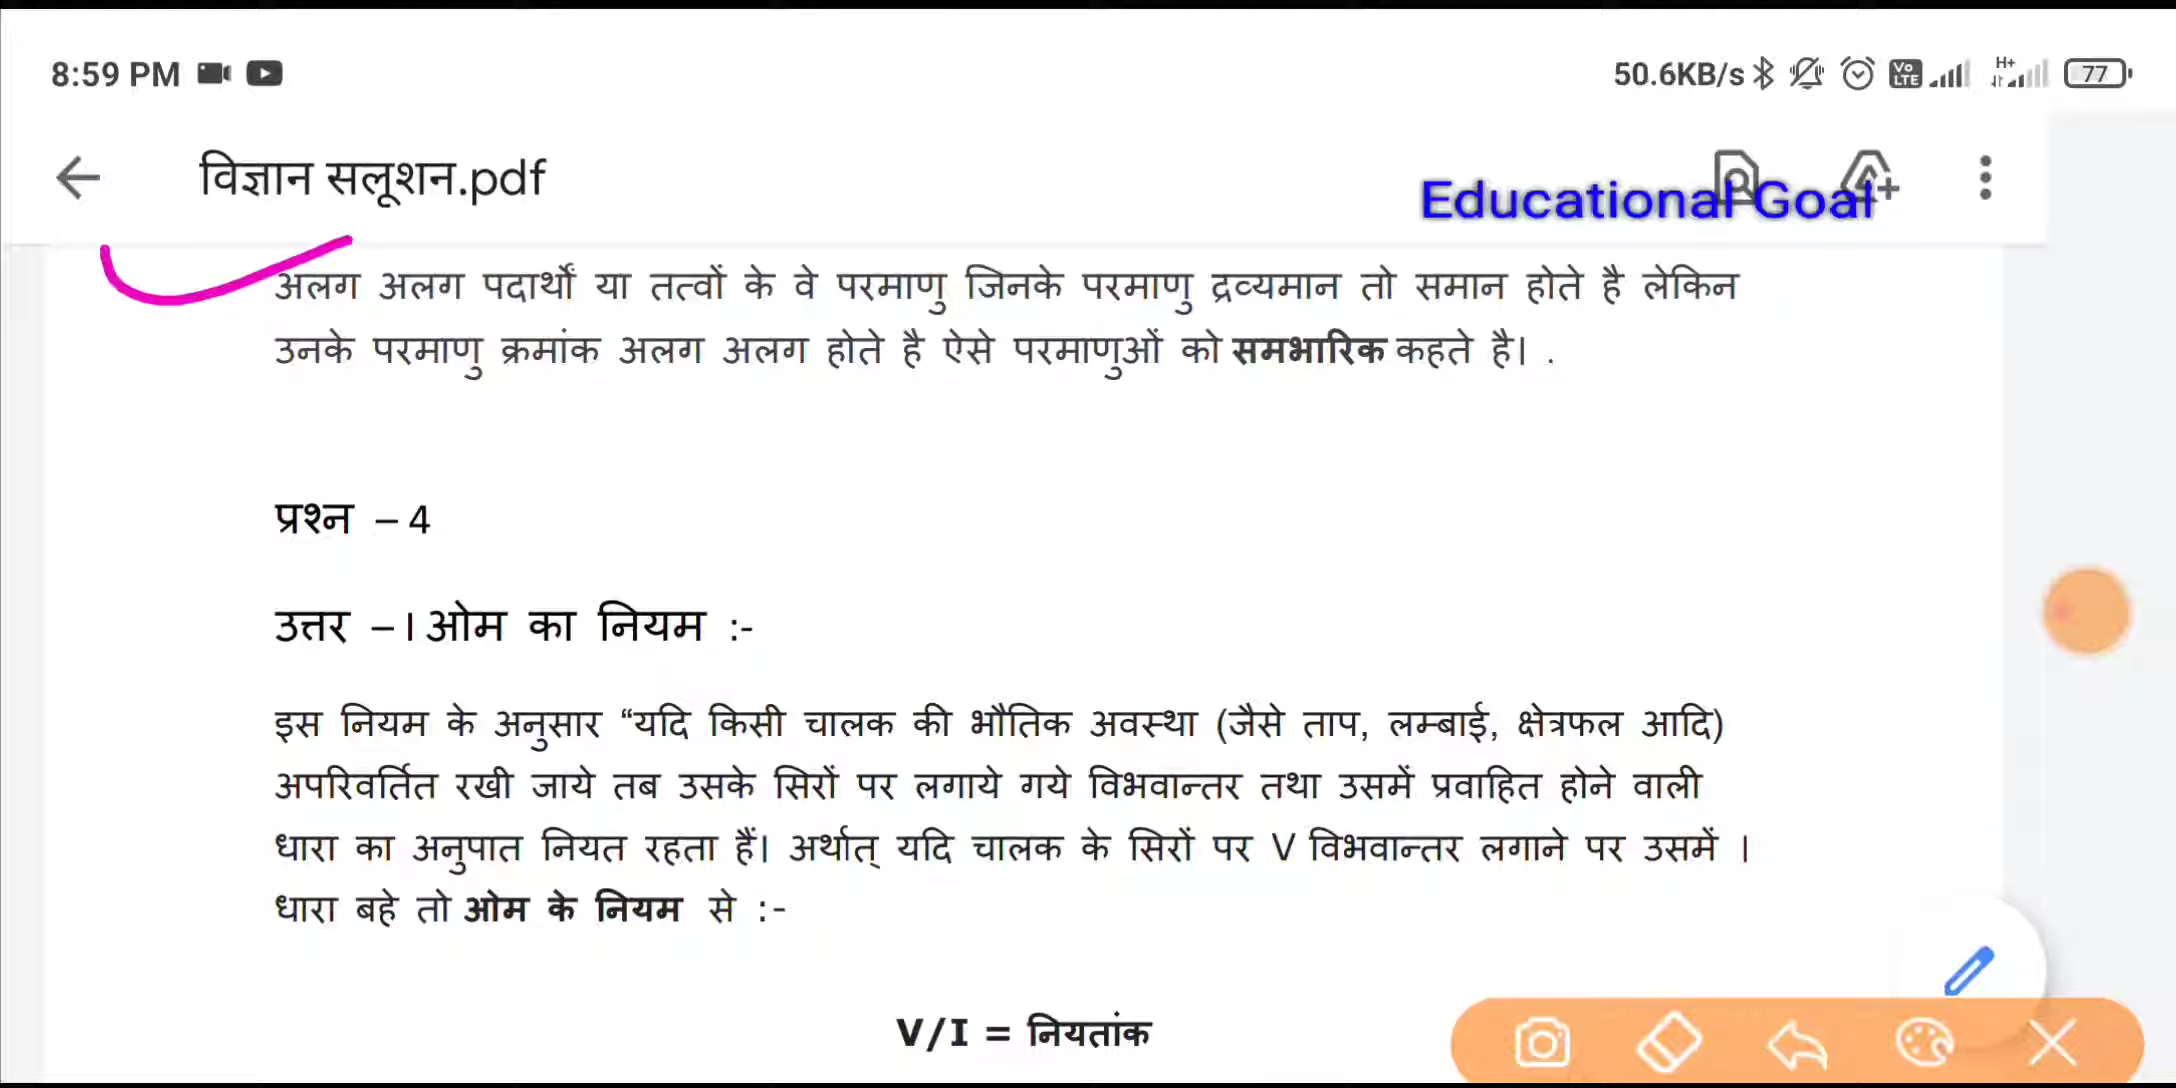 8:59 PM 50.6KB/s Vo LTE H+ 77
विज्ञान सलूशन.pdf
Educational Goal
अलग अलग पदार्थों या तत्वों के वे परमाणु जिनके परमाणु द्रव्यमान तो समान होते है लेकिन
उनके परमाणु क्रमांक अलग अलग होते है ऐसे परमाणुओं को समभारिक कहते है। .
प्रश्न – 4
उत्तर – । ओम का नियम :-
इस नियम के अनुसार “यदि किसी चालक की भौतिक अवस्था (जैसे ताप, लम्बाई, क्षेत्रफल आदि)
अपरिवर्तित रखी जाये तब उसके सिरों पर लगाये गये विभवान्तर तथा उसमें प्रवाहित होने वाली
धारा का अनुपात नियत रहता हैं। अर्थात् यदि चालक के सिरों पर V विभवान्तर लगाने पर उसमें ।
धारा बहे तो ओम के नियम से :-
V/I = नियतांक